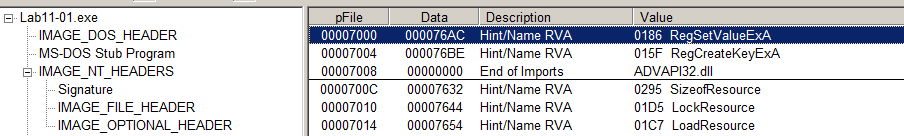 Lab11-01.exe
IMAGE_DOS_HEADER
MS-DOS Stub Program
IMAGE_NT_HEADERS
Signature
IMAGE_FILE_HEADER
IMAGE_OPTIONAL_HEADER
pFile Data Description Value
00007000 000076AC Hint/Name RVA 0186 RegSetValueExA
00007004 000076BE Hint/Name RVA 015F RegCreateKeyExA
00007008 00000000 End of Imports ADVAPI32.dll
0000700C 00007632 Hint/Name RVA 0295 SizeofResource
00007010 00007644 Hint/Name RVA 01D5 LockResource
00007014 00007654 Hint/Name RVA 01C7 LoadResource